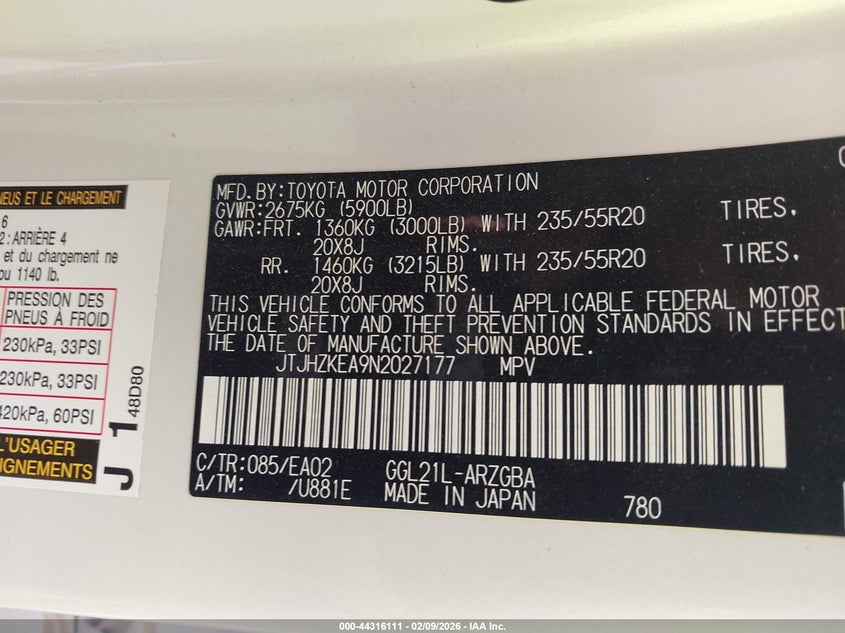 NEUS ET LE CHARGEMENT
6
2:ARRIÈRE 4
et du chargement ne
ou 1140 lb.
PRESSION DES
PNEUS À FROID
230kPa, 33PSI
230kPa, 33PSI
420kPa, 60PSI
L'USAGER
IGNEMENTS
J 1 48D80
MFD.BY:TOYOTA MOTOR CORPORATION
GVWR:2675KG (5900LB)
GAWR:FRT. 1360KG (3000LB) WITH 235/55R20 TIRES,
20X8J RIMS.
RR. 1460KG (3215LB) WITH 235/55R20 TIRES,
20X8J RIMS.
THIS VEHICLE CONFORMS TO ALL APPLICABLE FEDERAL MOTOR
VEHICLE SAFETY AND THEFT PREVENTION STANDARDS IN EFFECT
THE DATE OF MANUFACTURE SHOWN ABOVE.
JTJHZKEA9N2027177 MPV
C/TR:085/EA02 GGL21L-ARZGBA
A/TM: /U881E MADE IN JAPAN 780
000-44316111 - 02/09/2026 - IAA Inc.